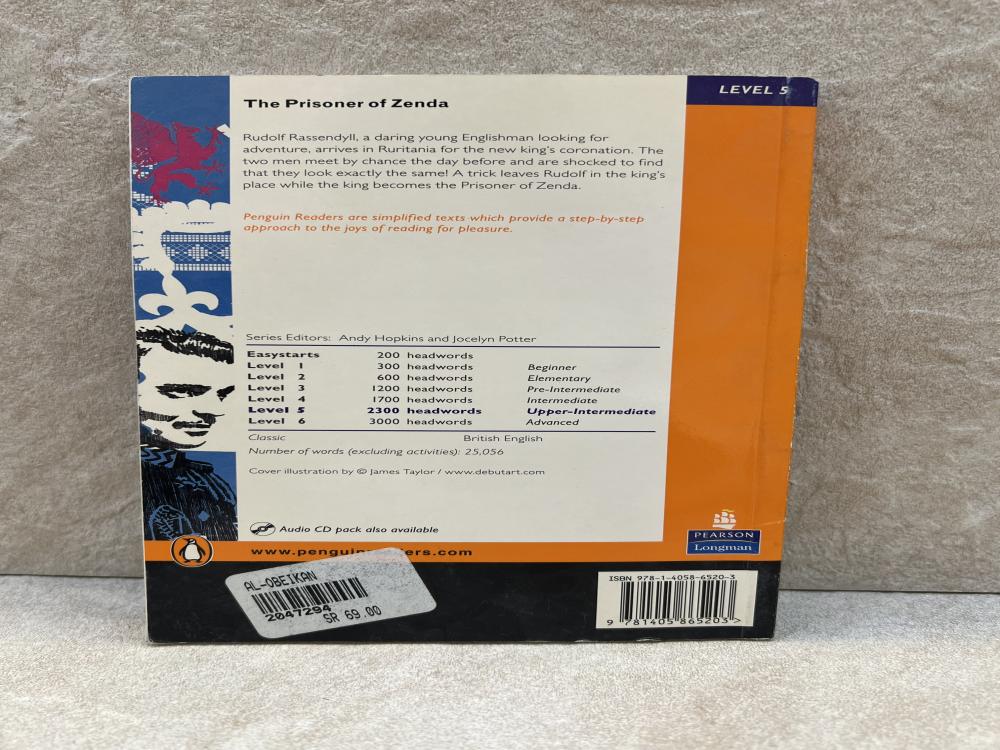 LEVEL 5
The Prisoner of Zenda
Rudolf Rassendyll, a daring young Englishman looking for
adventure, arrives in Ruritania for the new king's coronation. The
two men meet by chance the day before and are shocked to find
that they look exactly the same! A trick leaves Rudolf in the king's
place while the king becomes the Prisoner of Zenda.
Penguin Readers are simplified texts which provide a step-by-step
approach to the joys of reading for pleasure.
Series Editors: Andy Hopkins and Jocelyn Potter
Easystarts 200 headwords
Level 1 300 headwords Beginner
Level 2 600 headwords Elementary
Level 3 1200 headwords Pre-Intermediate
Level 4 1700 headwords Intermediate
Level 5 2300 headwords Upper-Intermediate
Level 6 3000 headwords Advanced
Classic British English
Number of words (excluding activities): 25,056
Cover illustration by © James Taylor / www.debutart.com
Audio CD pack also available
PEARSON
Longman
AL-OBEIKAN
2047294
SR 69.00
ISBN 978-1-4058-6520-3
9 781405 865203 >